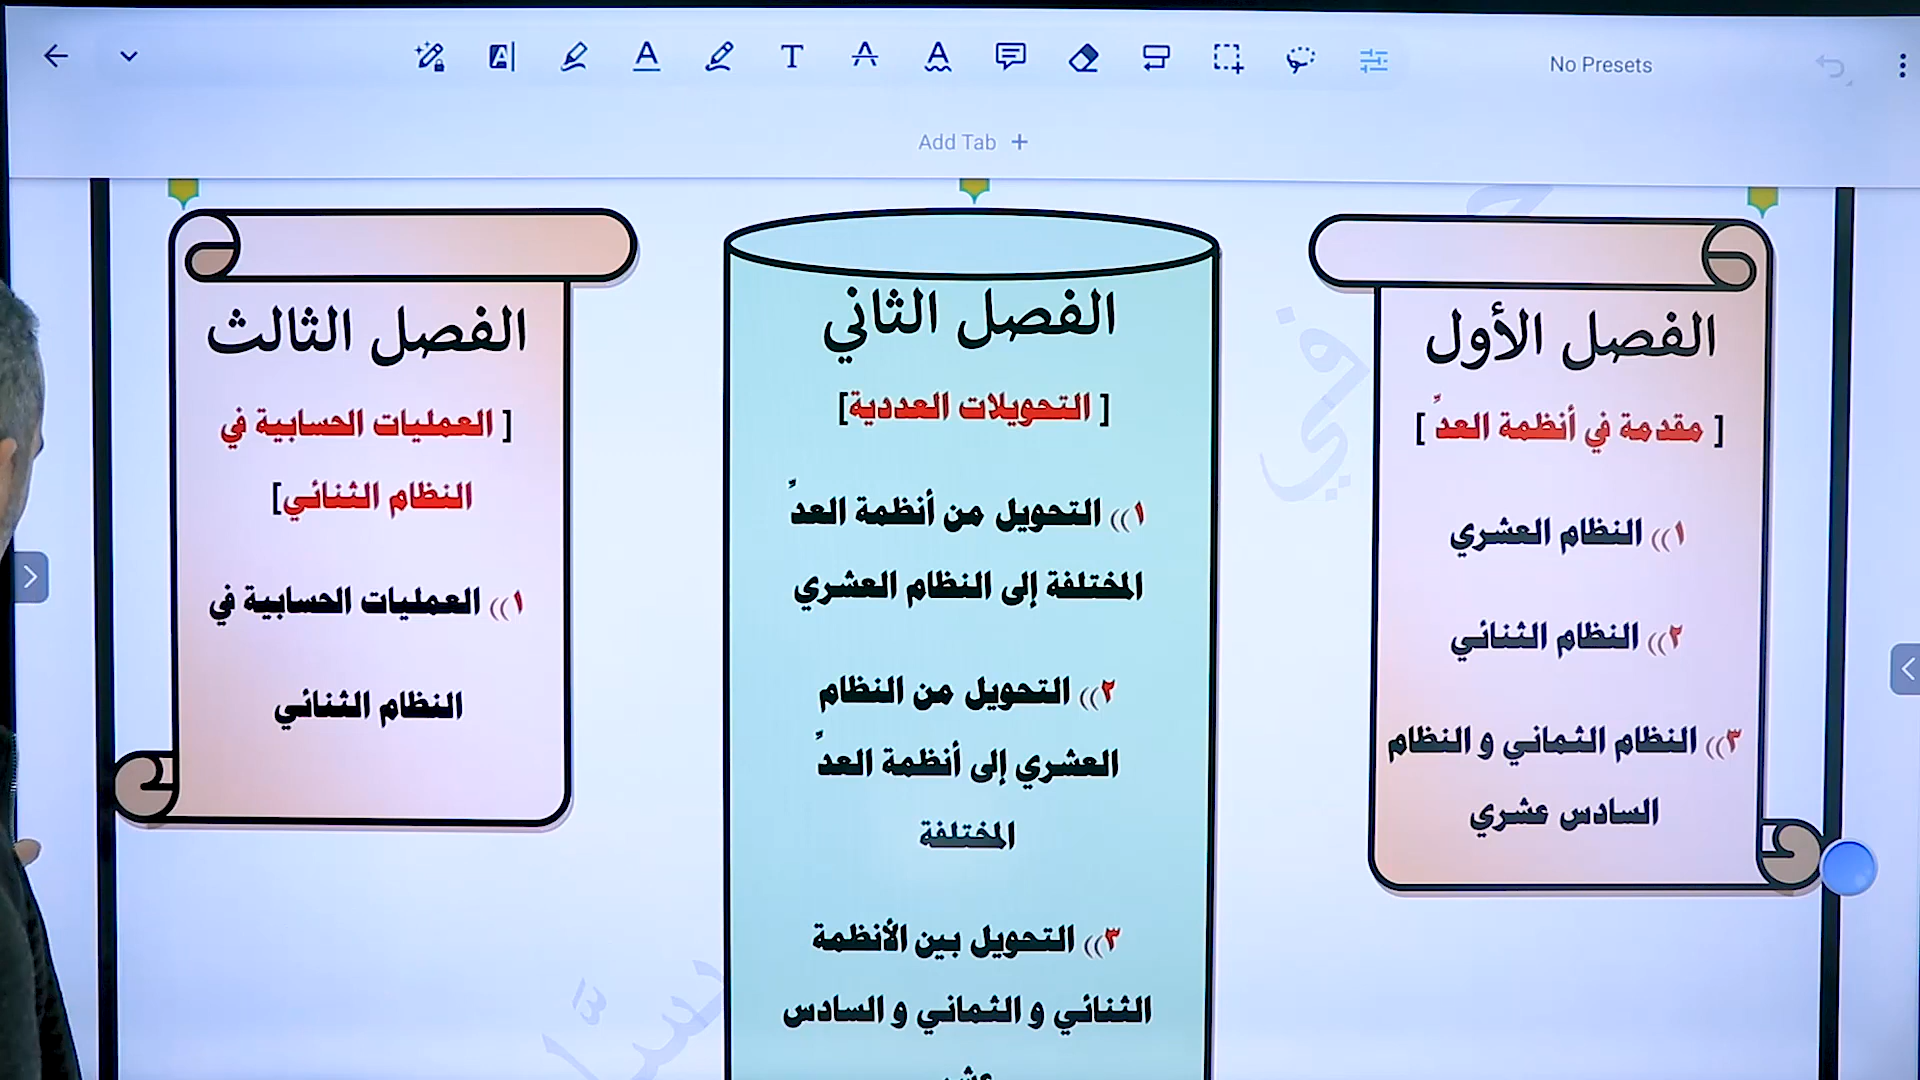 No Presets
Add Tab +
الفصل الأول
[ مقدمة في أنظمة العدِّ ]
١)) النظام العشري
٢)) النظام الثنائي
٣)) النظام الثماني و النظام
السادس عشري
الفصل الثاني
[ التحويلات العددية]
١)) التحويل من أنظمة العدِّ
المختلفة إلى النظام العشري
٢)) التحويل من النظام
العشري إلى أنظمة العدِّ
المختلفة
٣)) التحويل بين الأنظمة
الثنائي و الثماني و السادس
الفصل الثالث
[ العمليات الحسابية في
النظام الثنائي]
١)) العمليات الحسابية في
النظام الثنائي
في